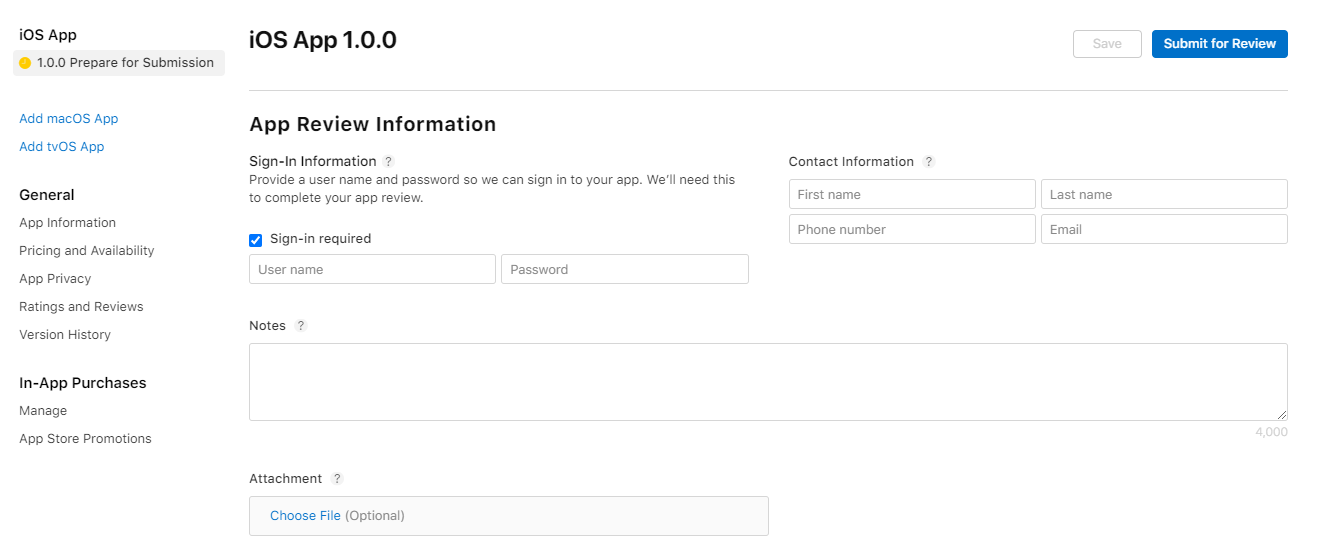 iOS App
1.0.0 Prepare for Submission
Add macOS App
Add tvOS App
General
App Information
Pricing and Availability
App Privacy
Ratings and Reviews
Version History
In-App Purchases
Manage
App Store Promotions
iOS App 1.0.0
Save
Submit for Review
App Review Information
Sign-In Information ?
Provide a user name and password so we can sign in to your app. We’ll need this
to complete your app review.
Sign-in required
User name
Password
Contact Information ?
First name
Last name
Phone number
Email
Notes ?
4,000
Attachment ?
Choose File (Optional)